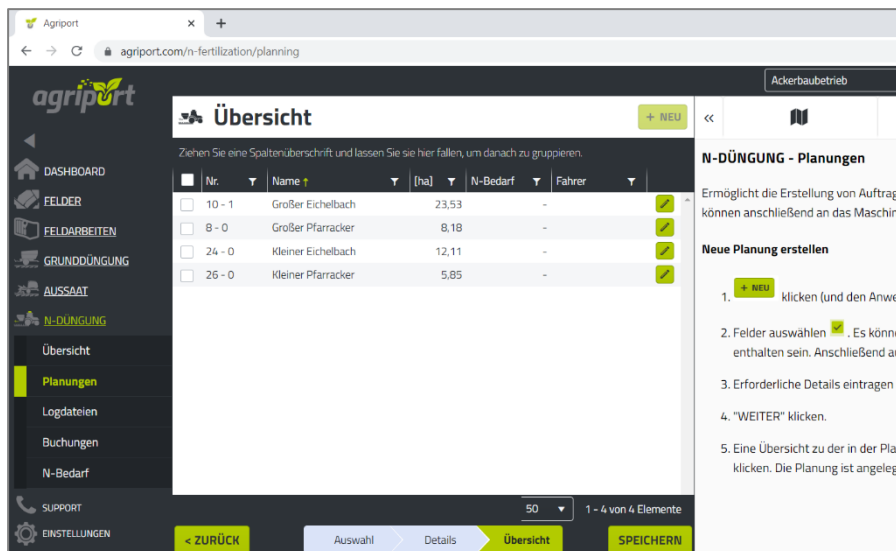 Agriport
agriport.com/n-fertilization/planning
agriport
Ackerbaubetrieb
DASHBOARD
FELDER
FELDARBEITEN
GRUNDDÜNGUNG
AUSSAAT
N-DÜNGUNG
Übersicht
Planungen
Logdateien
Buchungen
N-Bedarf
SUPPORT
EINSTELLUNGEN
Übersicht
+ NEU
Ziehen Sie eine Spaltenüberschrift und lassen Sie sie hier fallen, um danach zu gruppieren.
Nr. Name ↑ [ha] N-Bedarf Fahrer
10 - 1 Großer Eichelbach 23,53 -
8 - 0 Großer Pfarracker 8,18 -
24 - 0 Kleiner Eichelbach 12,11 -
26 - 0 Kleiner Pfarracker 5,85 -
50 1 - 4 von 4 Elemente
< ZURÜCK Auswahl Details Übersicht SPEICHERN
N-DÜNGUNG - Planungen
Ermöglicht die Erstellung von
können anschließend an das
Neue Planung erstellen
1. + NEU klicken (und den
2. Felder auswählen . Es
enthalten sein. Anschließend
3. Erforderliche Details eintragen
4. "WEITER" klicken.
5. Eine Übersicht zu der in der
klicken. Die Planung ist